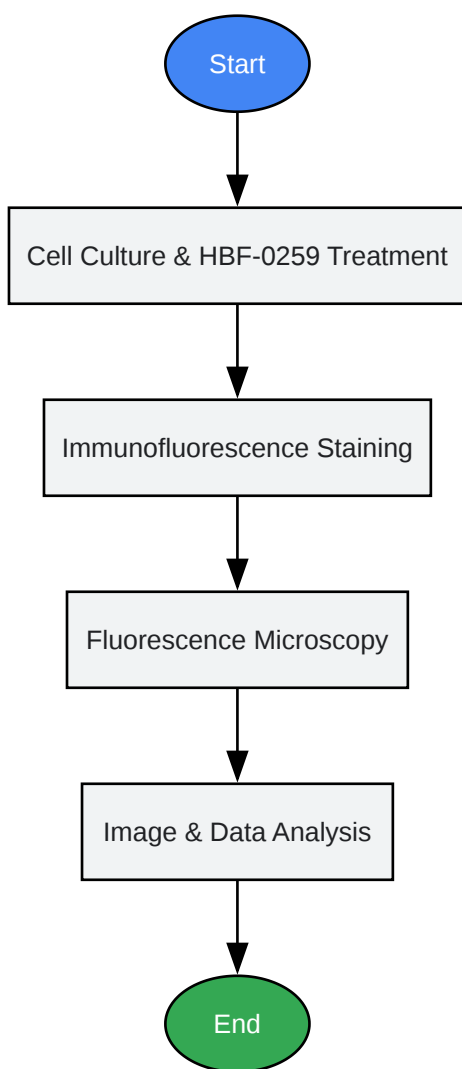 Start
Cell Culture & HBF-0259 Treatment
Immunofluorescence Staining
Fluorescence Microscopy
Image & Data Analysis
End